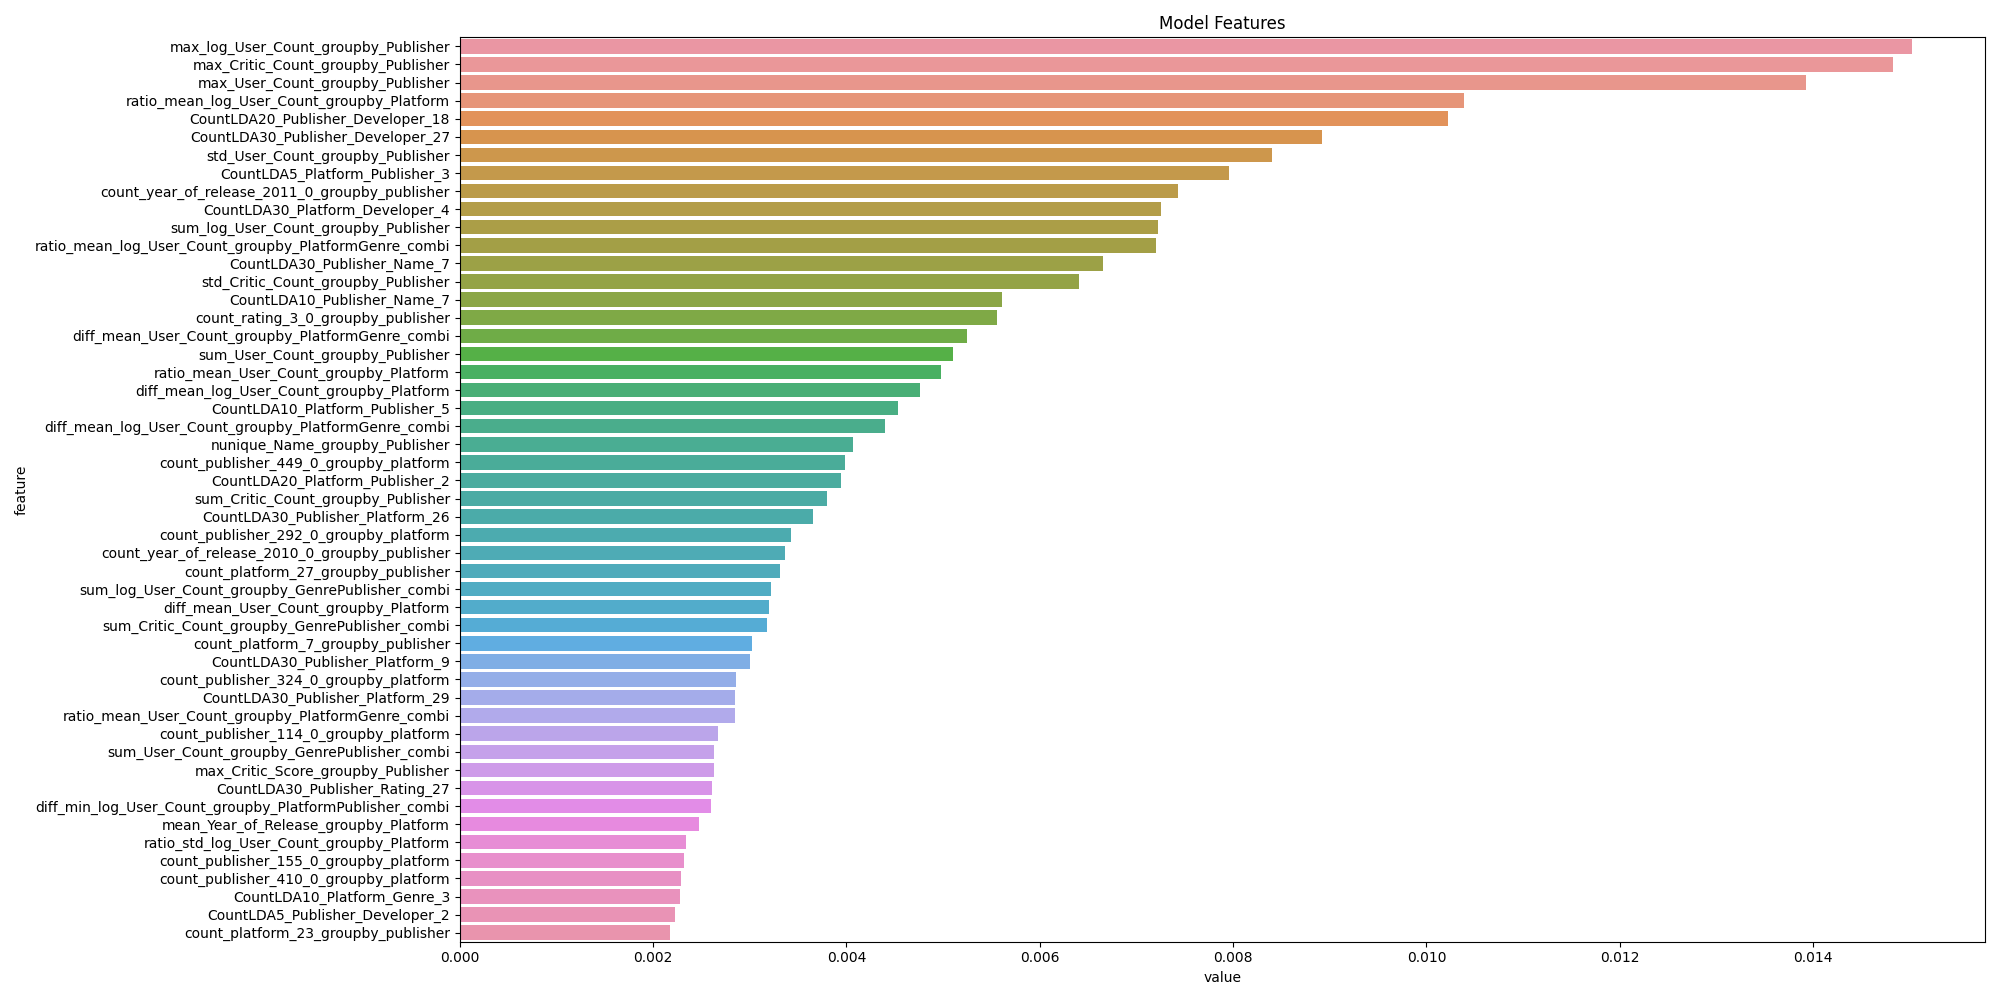 Model Features
max_log_User_Count_groupby_Publisher
max_Critic_Count_groupby_Publisher
max_User_Count_groupby_Publisher
ratio_mean_log_User_Count_groupby_Platform
CountLDA20_Publisher_Developer_18
CountLDA30_Publisher_Developer_27
std_User_Count_groupby_Publisher
CountLDA5_Platform_Publisher_3
count_year_of_release_2011_0_groupby_publisher
CountLDA30_Platform_Developer_4
sum_log_User_Count_groupby_Publisher
ratio_mean_log_User_Count_groupby_PlatformGenre_combi
CountLDA30_Publisher_Name_7
std_Critic_Count_groupby_Publisher
CountLDA10_Publisher_Name_7
count_rating_3_0_groupby_publisher
diff_mean_User_Count_groupby_PlatformGenre_combi
sum_User_Count_groupby_Publisher
ratio_mean_User_Count_groupby_Platform
diff_mean_log_User_Count_groupby_Platform
CountLDA10_Platform_Publisher_5
diff_mean_log_User_Count_groupby_PlatformGenre_combi
nunique_Name_groupby_Publisher
count_publisher_449_0_groupby_platform
CountLDA20_Platform_Publisher_2
sum_Critic_Count_groupby_Publisher
CountLDA30_Publisher_Platform_26
count_publisher_292_0_groupby_platform
count_year_of_release_2010_0_groupby_publisher
count_platform_27_groupby_publisher
sum_log_User_Count_groupby_GenrePublisher_combi
diff_mean_User_Count_groupby_Platform
sum_Critic_Count_groupby_GenrePublisher_combi
count_platform_7_groupby_publisher
CountLDA30_Publisher_Platform_9
count_publisher_324_0_groupby_platform
CountLDA30_Publisher_Platform_29
ratio_mean_User_Count_groupby_PlatformGenre_combi
count_publisher_114_0_groupby_platform
sum_User_Count_groupby_GenrePublisher_combi
max_Critic_Score_groupby_Publisher
CountLDA30_Publisher_Rating_27
diff_min_log_User_Count_groupby_PlatformPublisher_combi
mean_Year_of_Release_groupby_Platform
ratio_std_log_User_Count_groupby_Platform
count_publisher_155_0_groupby_platform
count_publisher_410_0_groupby_platform
CountLDA10_Platform_Genre_3
CountLDA5_Publisher_Developer_2
count_platform_23_groupby_publisher
feature
0.000 0.002 0.004 0.006 0.008 0.010 0.012 0.014
value